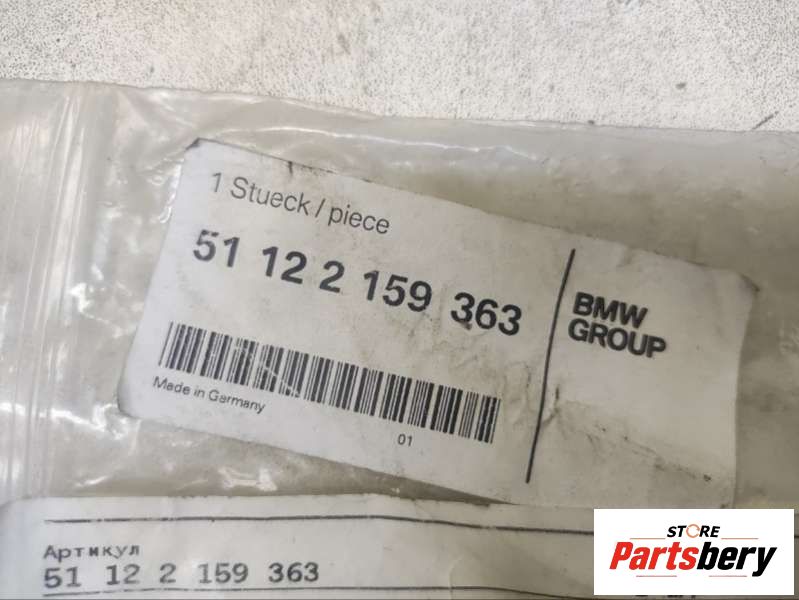 1 Stueck / piece
51 12 2 159 363
BMW
GROUP
Made in Germany
01
Артикул
51 12 2 159 363
STORE
Partsbery